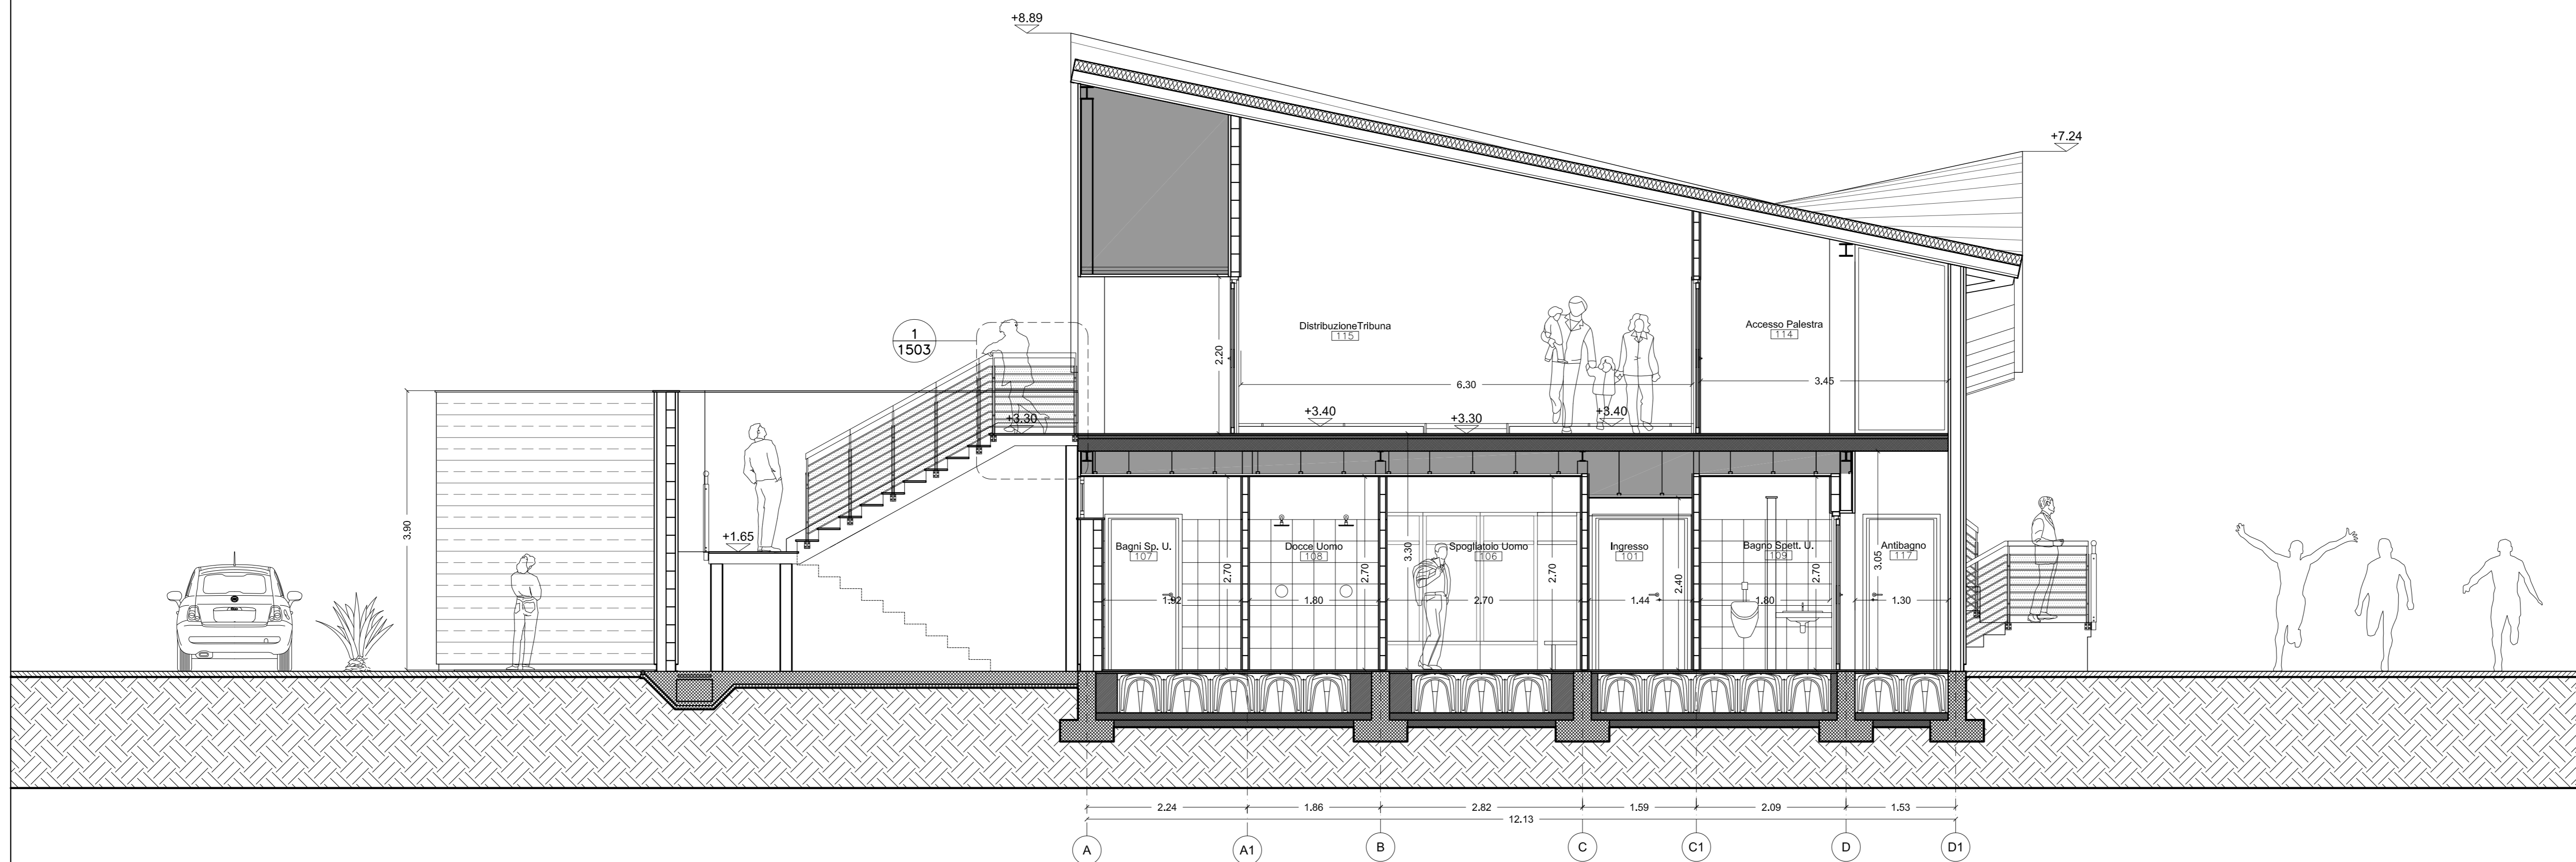 +8.89
+7.24
1
1503
DistribuzioneTribuna
115
Accesso Palestra
114
2.20
6.30
3.45
+3.40
+3.30
+3.40
+3.30
3.90
+1.65
3.30
Bagni Sp. U.
107
Docce Uomo
108
Spogliatoio Uomo
106
Ingresso
101
Bagno Spett. U.
109
Antibagno
117
2.70
2.70
2.70
2.40
2.70
3.05
1.92
1.80
2.70
1.44
1.80
1.30
2.24
1.86
2.82
1.59
2.09
1.53
12.13
A
A1
B
C
C1
D
D1